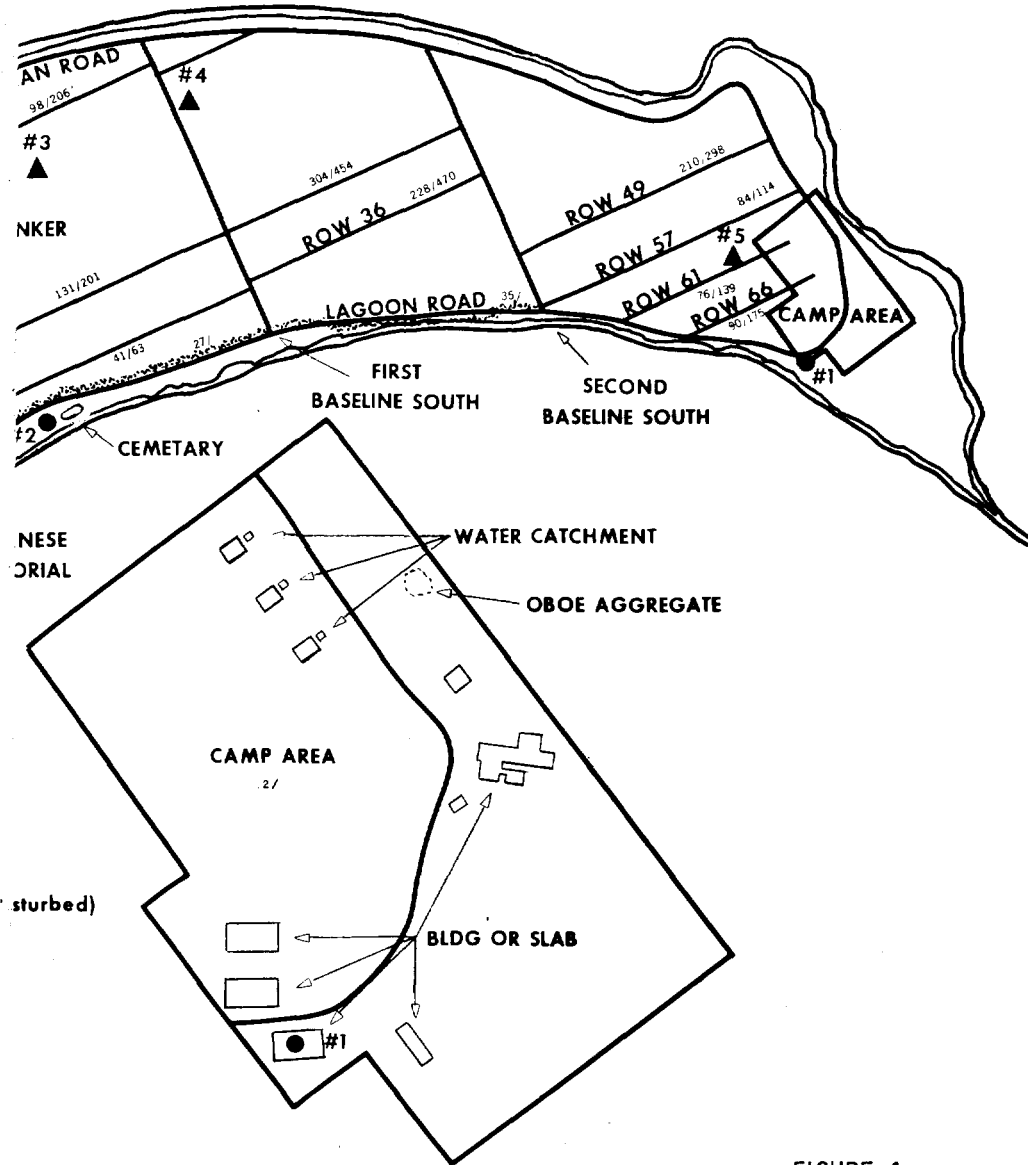 AN ROAD
98/206'
#4
#3
304/454
228/470
ROW 36
210,298
ROW 49
84/114
ROW 57
#5
ROW 61
76/139
ROW 66
90/175
CAMP AREA
#1
NKER
131/201
41/63
27/
LAGOON ROAD
35/
FIRST
BASELINE SOUTH
SECOND
BASELINE SOUTH
#2
CEMETARY
NESE
ORIAL
WATER CATCHMENT
OBOE AGGREGATE
CAMP AREA
2/
sturbed)
BLDG OR SLAB
#1